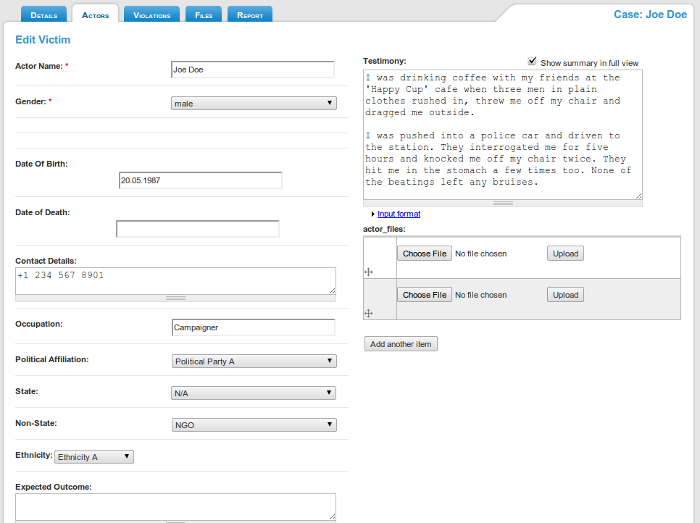 Details Actors Violations Files Report
Case: Joe Doe
Edit Victim
Actor Name: * Joe Doe
Gender: * male
Date Of Birth:
20.05.1987
Date of Death:
Contact Details:
+1 234 567 8901
Occupation: Campaigner
Political Affiliation: Political Party A
State: N/A
Non-State: NGO
Ethnicity: Ethnicity A
Expected Outcome:
Testimony: Show summary in full view
I was drinking coffee with my friends at the
'Happy Cup' cafe when three men in plain
clothes rushed in, threw me off my chair and
dragged me outside.
I was pushed into a police car and driven to
the station. They interrogated me for five
hours and knocked me off my chair twice. They
hit me in the stomach a few times too. None of
the beatings left any bruises.
Input format
actor_files:
Choose File No file chosen Upload
Choose File No file chosen Upload
Add another item